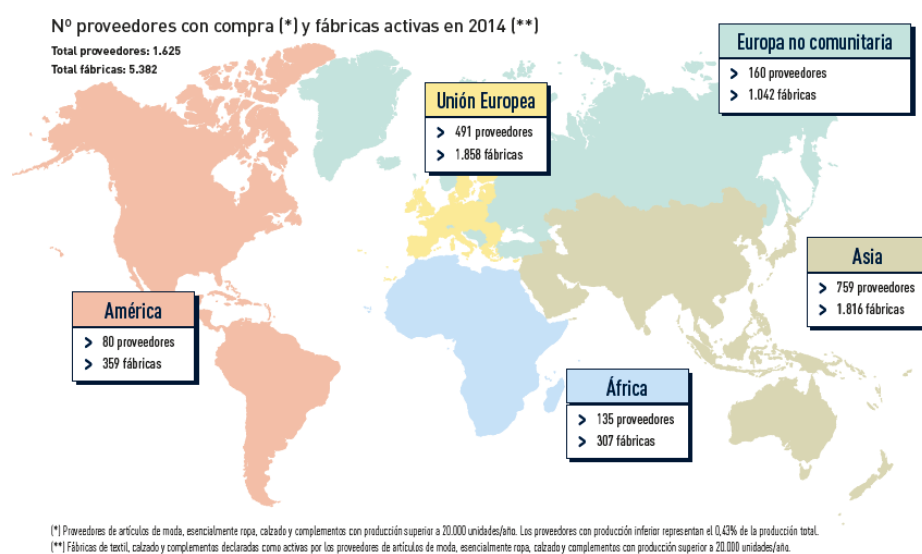 Nº proveedores con compra (*) y fábricas activas en 2014 (**)
Total proveedores: 1.625
Total fábricas: 5.382
Europa no comunitaria
> 160 proveedores
> 1.042 fábricas
Unión Europea
> 491 proveedores
> 1.858 fábricas
Asia
> 759 proveedores
> 1.816 fábricas
América
> 80 proveedores
> 359 fábricas
África
> 135 proveedores
> 307 fábricas
(*) Proveedores de artículos de moda, esencialmente ropa, calzado y complementos con producción superior a 20.000 unidades/año. Los proveedores con producción inferior representan el 0,43% de la producción total.
(**) Fábricas de textil, calzado y complementos declaradas como activas por los proveedores de artículos de moda, esencialmente ropa, calzado y complementos con producción superior a 20.000 unidades/año.